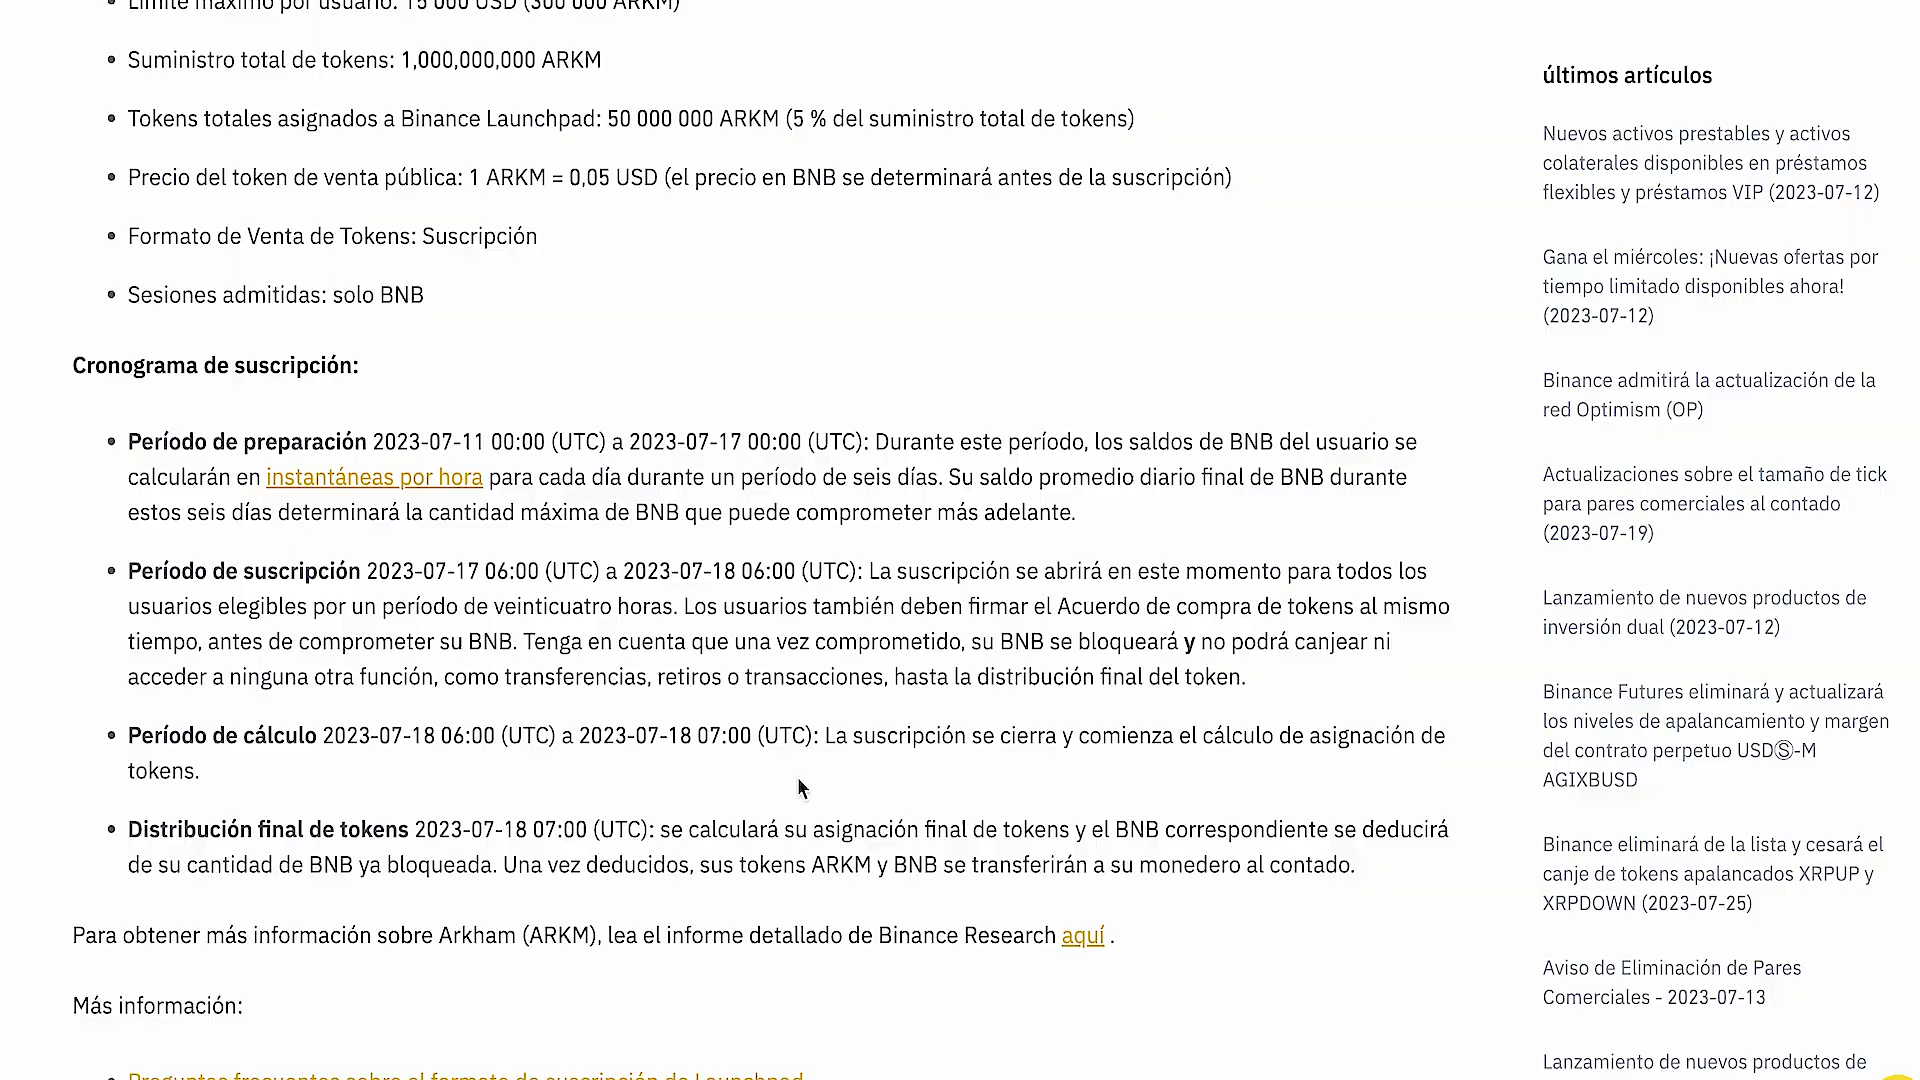 Límite máximo por usuario: 15 000 USD (300 000 ARKM)
Suministro total de tokens: 1,000,000,000 ARKM
Tokens totales asignados a Binance Launchpad: 50 000 000 ARKM (5 % del suministro total de tokens)
Precio del token de venta pública: 1 ARKM = 0,05 USD (el precio en BNB se determinará antes de la suscripción)
Formato de Venta de Tokens: Suscripción
Sesiones admitidas: solo BNB
Cronograma de suscripción:
Período de preparación 2023-07-11 00:00 (UTC) a 2023-07-17 00:00 (UTC): Durante este período, los saldos de BNB del usuario se
calcularán en instantáneas por hora para cada día durante un período de seis días. Su saldo promedio diario final de BNB durante
estos seis días determinará la cantidad máxima de BNB que puede comprometer más adelante.
Período de suscripción 2023-07-17 06:00 (UTC) a 2023-07-18 06:00 (UTC): La suscripción se abrirá en este momento para todos los
usuarios elegibles por un período de veinticuatro horas. Los usuarios también deben firmar el Acuerdo de compra de tokens al mismo
tiempo, antes de comprometer su BNB. Tenga en cuenta que una vez comprometido, su BNB se bloqueará y no podrá canjear ni
acceder a ninguna otra función, como transferencias, retiros o transacciones, hasta la distribución final del token.
Período de cálculo 2023-07-18 06:00 (UTC) a 2023-07-18 07:00 (UTC): La suscripción se cierra y comienza el cálculo de asignación de
tokens.
Distribución final de tokens 2023-07-18 07:00 (UTC): se calculará su asignación final de tokens y el BNB correspondiente se deducirá
de su cantidad de BNB ya bloqueada. Una vez deducidos, sus tokens ARKM y BNB se transferirán a su monedero al contado.
Para obtener más información sobre Arkham (ARKM), lea el informe detallado de Binance Research aquí .
Más información:
Preguntas frecuentes sobre el formato de suscripción de Launchpad
últimos artículos
Nuevos activos prestables y activos
colaterales disponibles en préstamos
flexibles y préstamos VIP (2023-07-12)
Gana el miércoles: ¡Nuevas ofertas por
tiempo limitado disponibles ahora!
(2023-07-12)
Binance admitirá la actualización de la
red Optimism (OP)
Actualizaciones sobre el tamaño de tick
para pares comerciales al contado
(2023-07-19)
Lanzamiento de nuevos productos de
inversión dual (2023-07-12)
Binance Futures eliminará y actualizará
los niveles de apalancamiento y margen
del contrato perpetuo USDⓈ-M
AGIXBUSD
Binance eliminará de la lista y cesará el
canje de tokens apalancados XRPUP y
XRPDOWN (2023-07-25)
Aviso de Eliminación de Pares
Comerciales - 2023-07-13
Lanzamiento de nuevos productos de